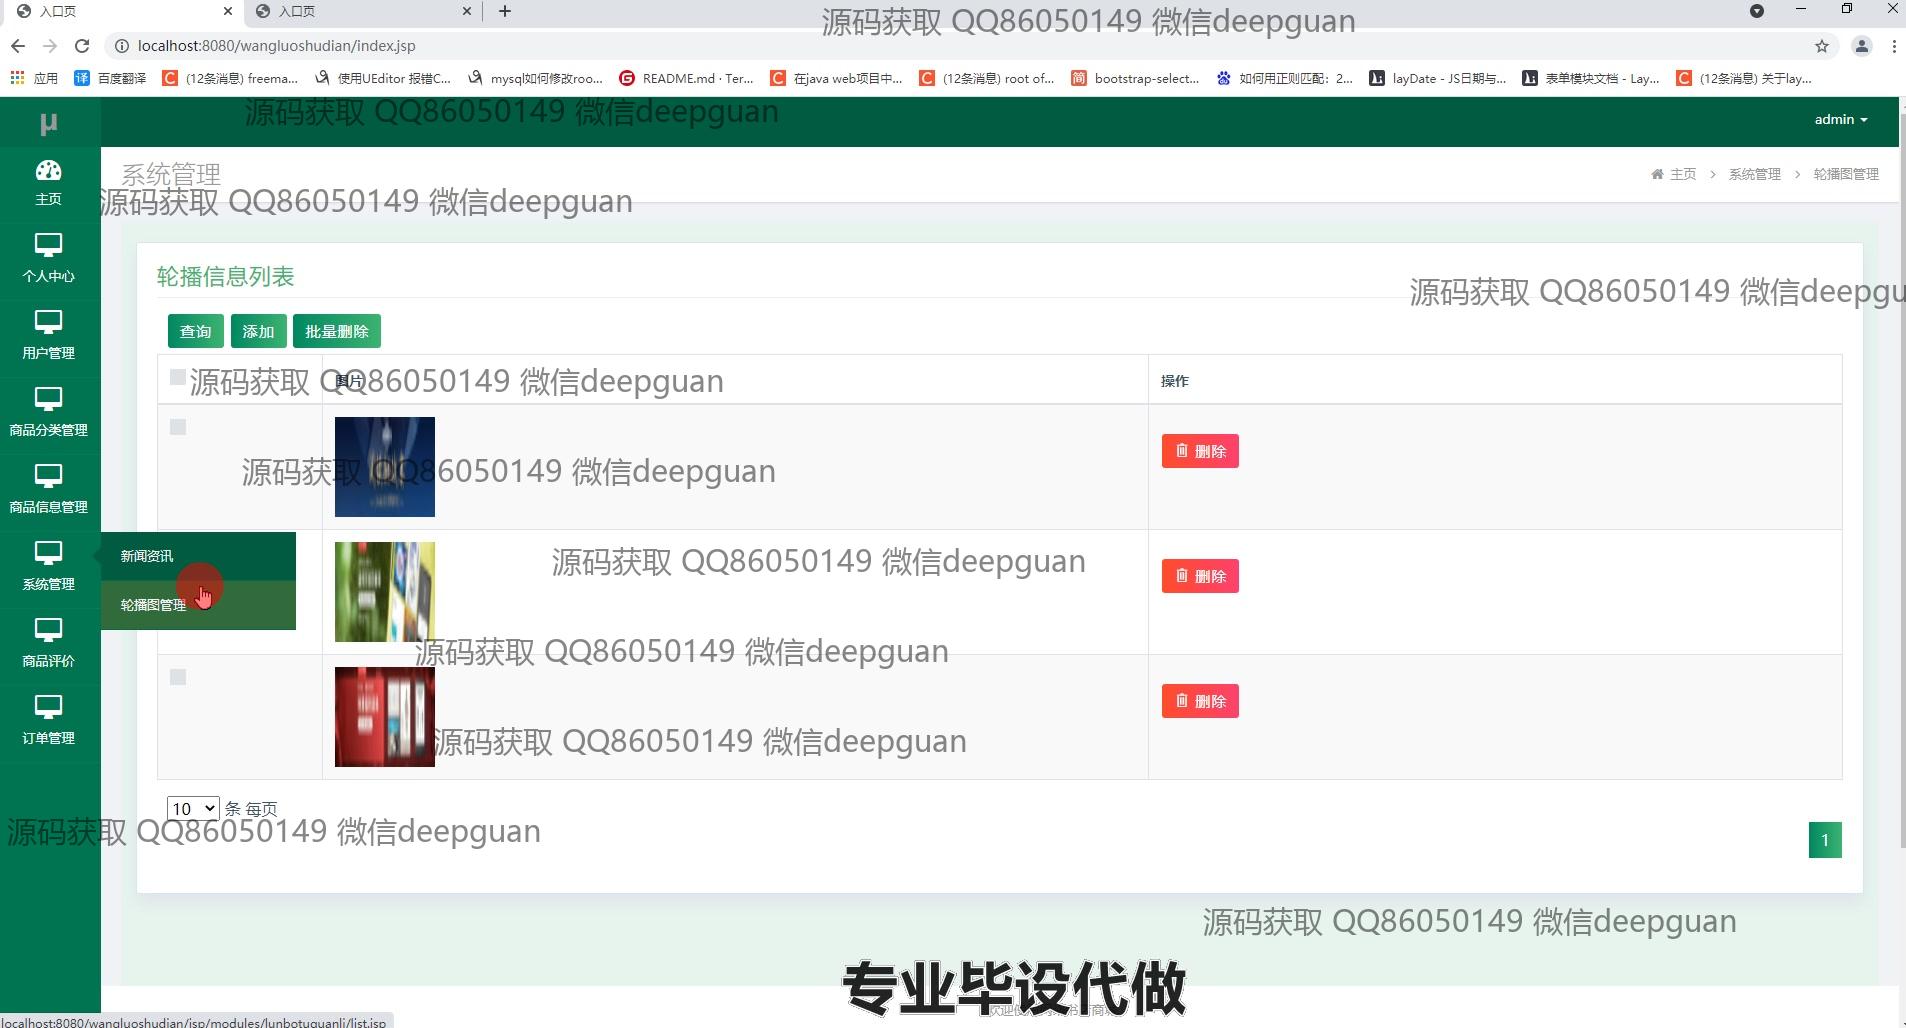 入口页
入口页
源码获取 QQ86050149 微信deepguan
localhost:8080/wangluoshudian/index.jsp
应用
百度翻译
(12条消息) freema...
使用UEditor 报错C...
mysql如何修改roo...
README.md · Ter...
在java web项目中...
(12条消息) root of...
bootstrap-select...
如何用正则匹配：2...
layDate - JS日期与...
表单模块文档 - Lay...
(12条消息) 关于lay...
μ
源码获取 QQ86050149 微信deepguan
admin
系统管理
主页 > 系统管理 > 轮播图管理
源码获取 QQ86050149 微信deepguan
主页
个人中心
用户管理
商品分类管理
商品信息管理
系统管理
商品评价
订单管理
新闻资讯
轮播图管理
轮播信息列表
源码获取 QQ86050149 微信deepgu
查询
添加
批量删除
图片
操作
源码获取 QQ86050149 微信deepguan
删除
源码获取 QQ86050149 微信deepguan
源码获取 QQ86050149 微信deepguan
删除
源码获取 QQ86050149 微信deepguan
删除
源码获取 QQ86050149 微信deepguan
10 条 每页
源码获取 QQ86050149 微信deepguan
1
源码获取 QQ86050149 微信deepguan
专业毕设代做
localhost:8080/wangluoshudian/jsp/modules/lunbotuguanli/list.jsp